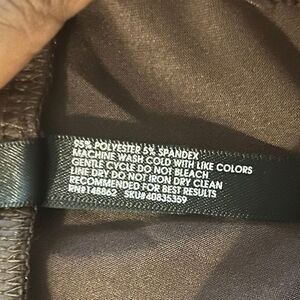 95% POLYESTER 5% SPANDEX
MACHINE WASH COLD WITH LIKE COLORS
GENTLE CYCLE DO NOT BLEACH
LINE DRY DO NOT IRON DRY CLEAN
RECOMMENDED FOR BEST RESULTS
RN#148862 SKU#40835359